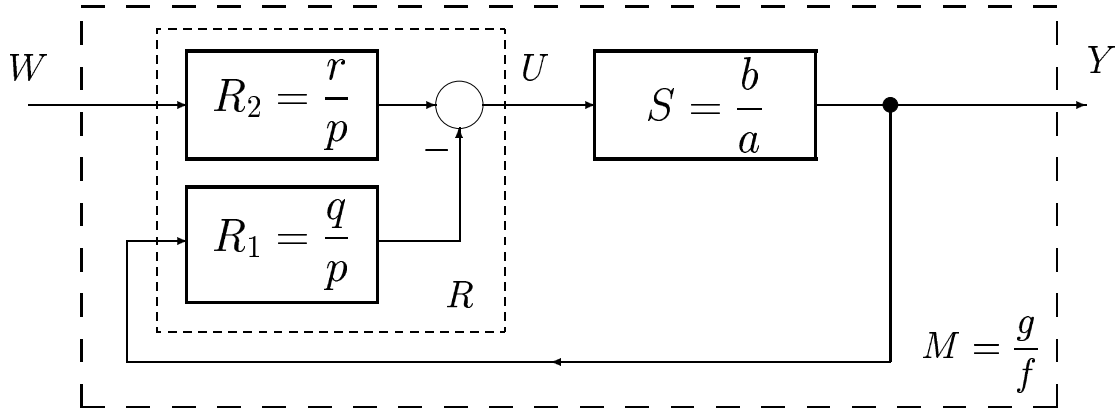 W
R₂ = r/p
U
S = b/a
Y
−
R₁ = q/p
R
M = g/f